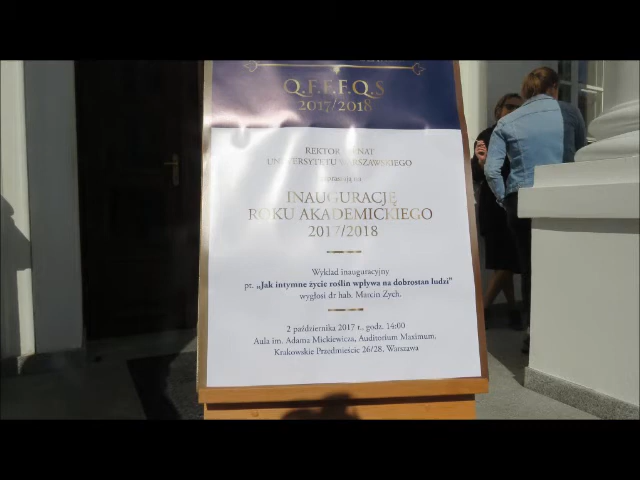 Q.F.F.F.Q.S
2017/2018
REKTOR I SENAT
UNIWERSYTETU WARSZAWSKIEGO
zapraszają na
INAUGURACJĘ
ROKU AKADEMICKIEGO
2017/2018
Wykład inauguracyjny
pt. „Jak intymne życie roślin wpływa na dobrostan ludzi”
wygłosi dr hab. Marcin Zych.
2 października 2017 r., godz. 14:00
Aula im. Adama Mickiewicza, Auditorium Maximum,
Krakowskie Przedmieście 26/28, Warszawa